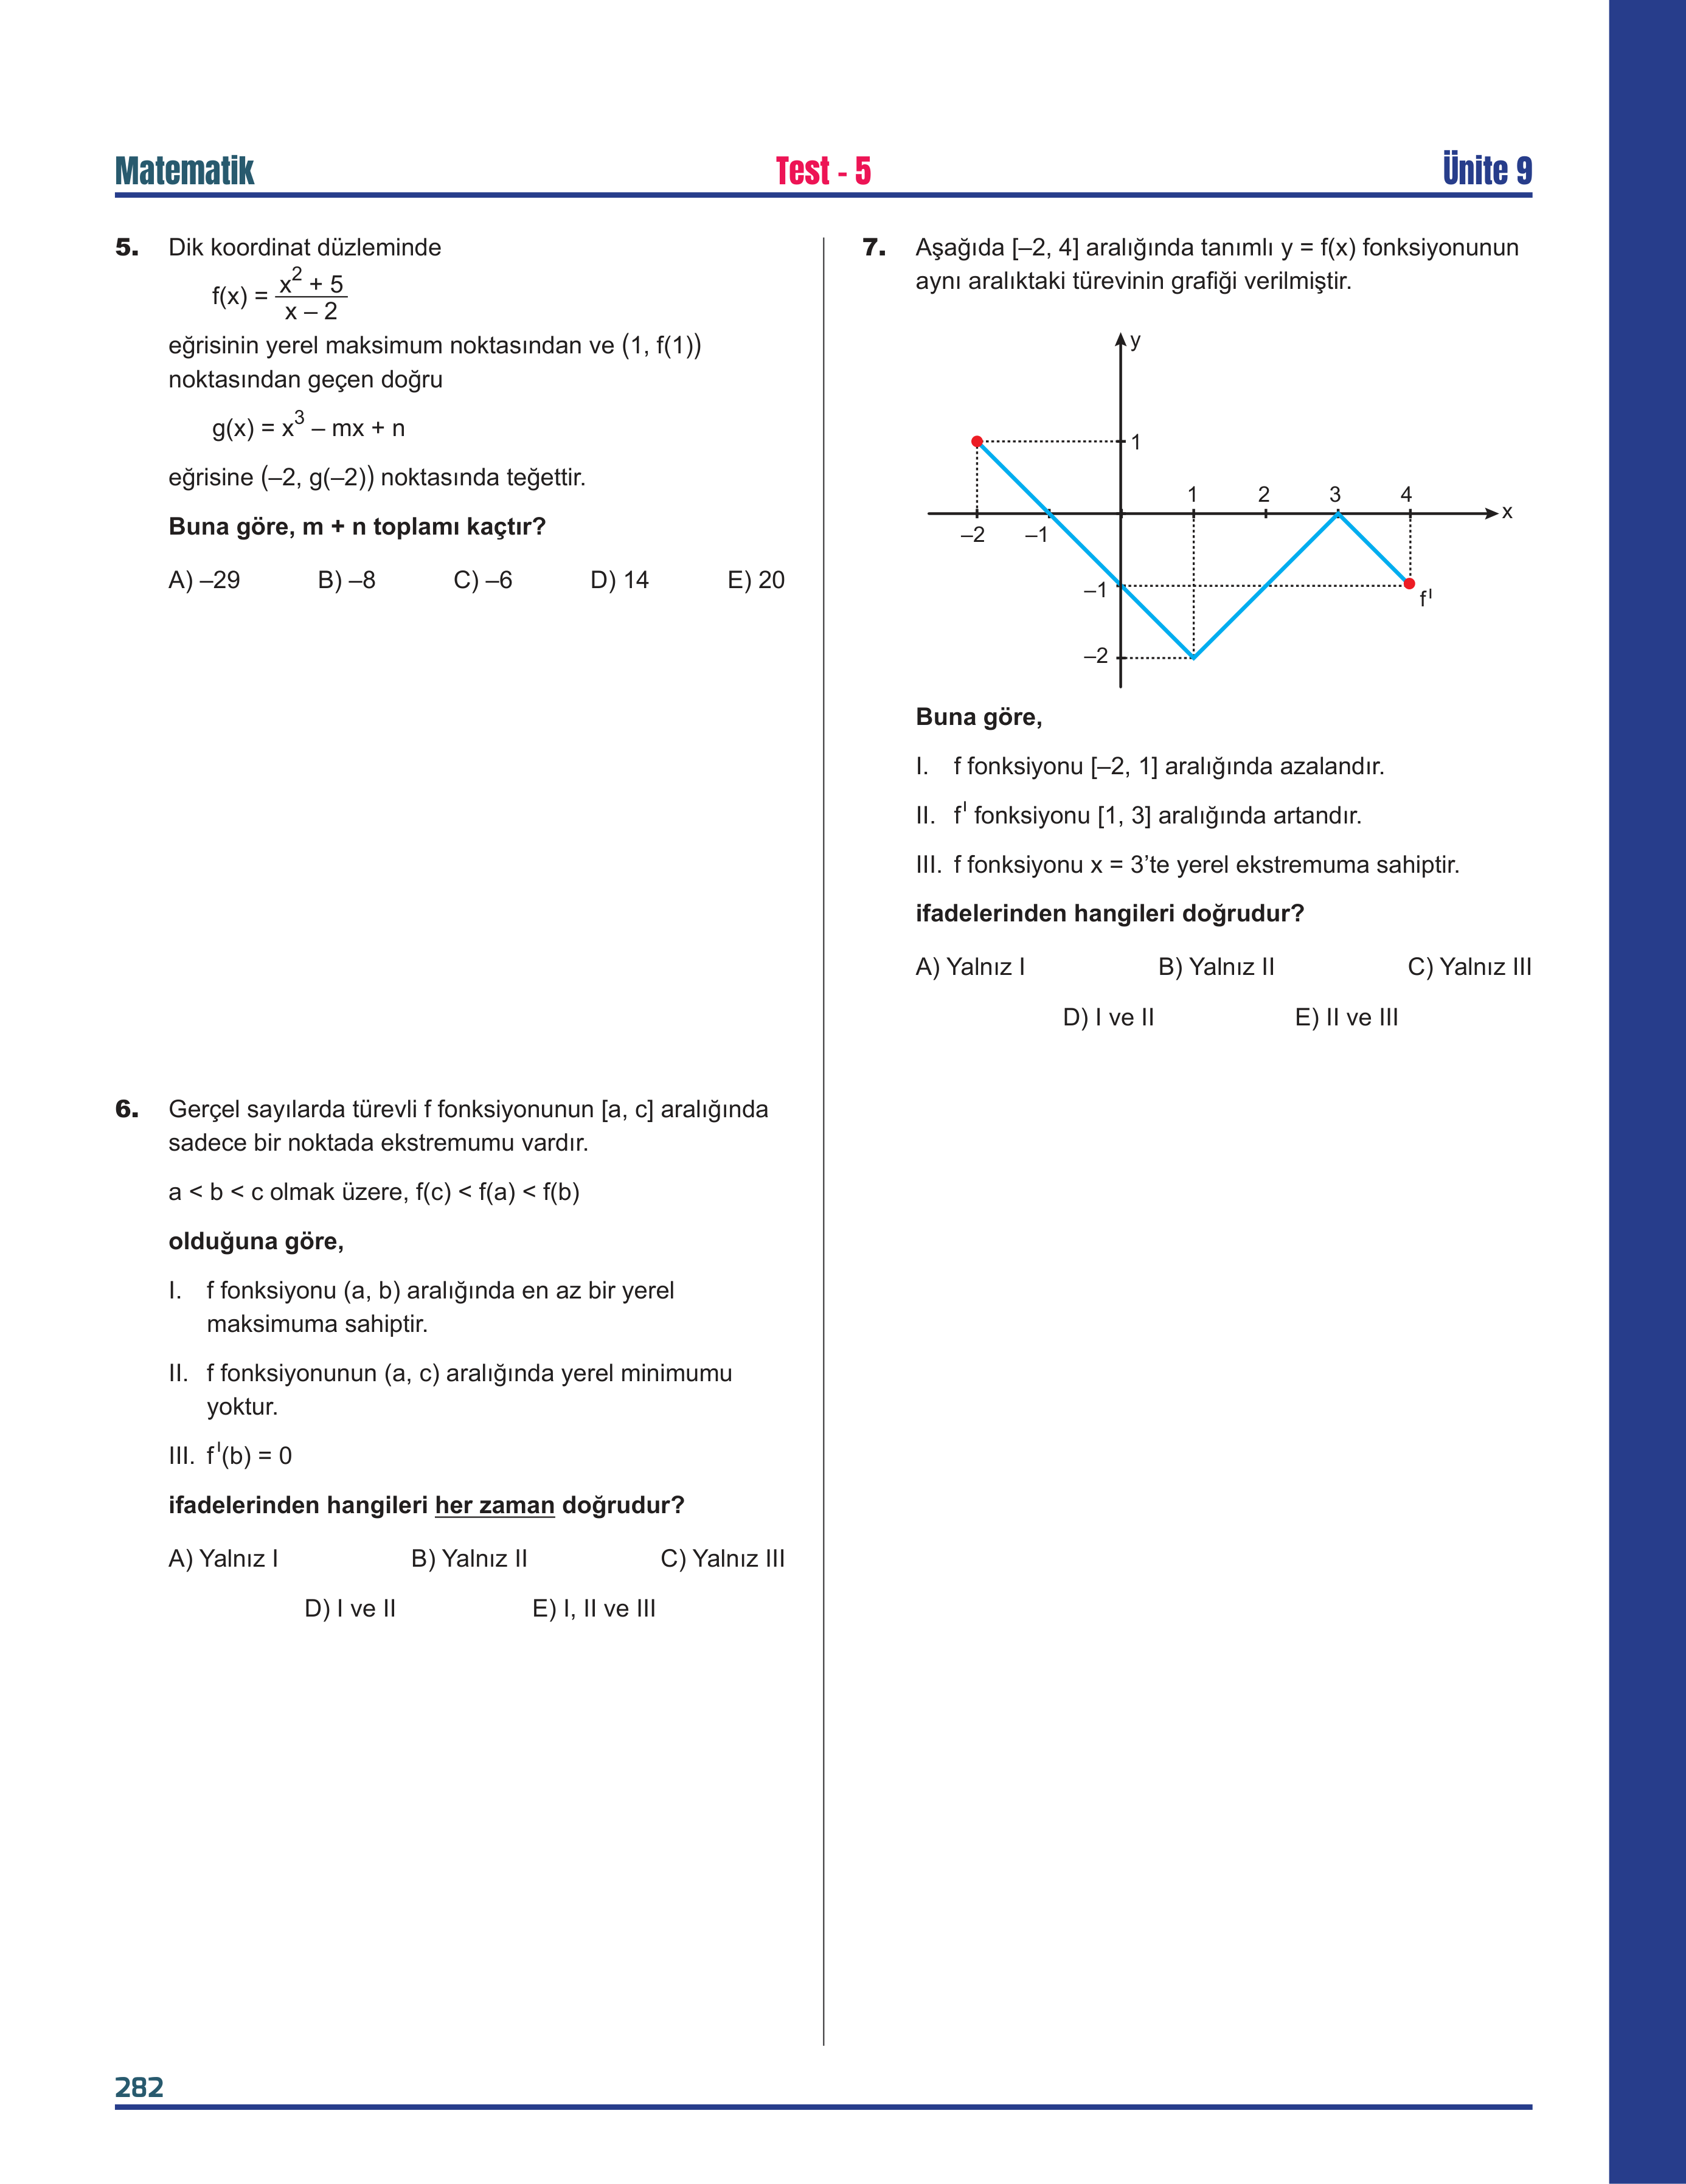 Matematik
Test - 5
Ünite 9
5. Dik koordinat düzleminde
f(x) = x² + 5 / x – 2
eğrisinin yerel maksimum noktasından ve (1, f(1))
noktasından geçen doğru
g(x) = x³ – mx + n
eğrisine (–2, g(–2)) noktasında teğettir.
Buna göre, m + n toplamı kaçtır?
A) –29 B) –8 C) –6 D) 14 E) 20
6. Gerçel sayılarda türevli f fonksiyonunun [a, c] aralığında
sadece bir noktada ekstremumu vardır.
a < b < c olmak üzere, f(c) < f(a) < f(b)
olduğuna göre,
I. f fonksiyonu (a, b) aralığında en az bir yerel
maksimuma sahiptir.
II. f fonksiyonunun (a, c) aralığında yerel minimumu
yoktur.
III. fᴵ(b) = 0
ifadelerinden hangileri her zaman doğrudur?
A) Yalnız I B) Yalnız II C) Yalnız III
D) I ve II E) I, II ve III
7. Aşağıda [–2, 4] aralığında tanımlı y = f(x) fonksiyonunun
aynı aralıktaki türevinin grafiği verilmiştir.
y
1
1 2 3 4
x
–2 –1
–1
fᴵ
–2
Buna göre,
I. f fonksiyonu [–2, 1] aralığında azalandır.
II. fᴵ fonksiyonu [1, 3] aralığında artandır.
III. f fonksiyonu x = 3’te yerel ekstremuma sahiptir.
ifadelerinden hangileri doğrudur?
A) Yalnız I B) Yalnız II C) Yalnız III
D) I ve II E) II ve III
282